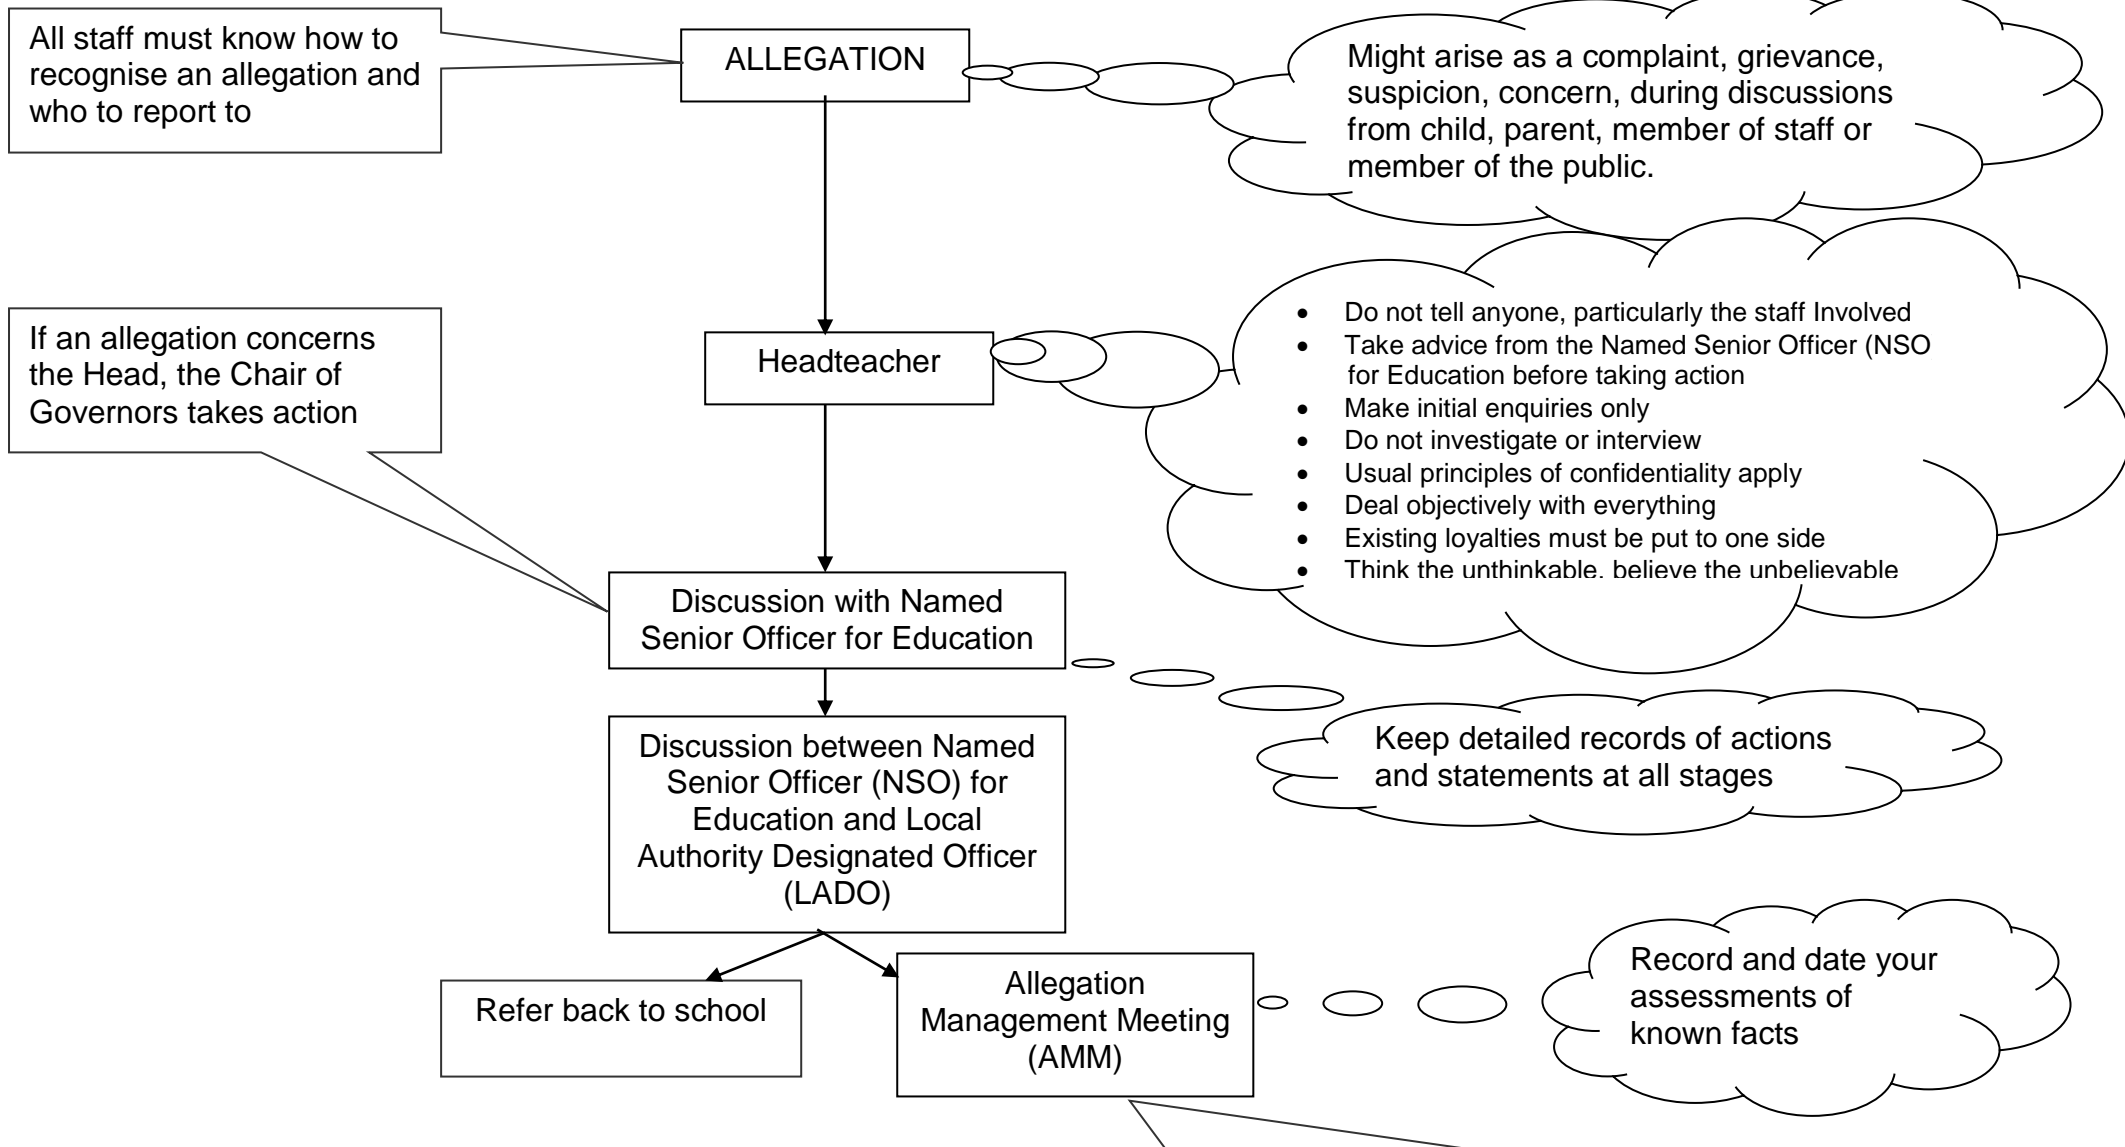 All staff must know how to
recognise an allegation and
who to report to
ALLEGATION
Might arise as a complaint, grievance,
suspicion, concern, during discussions
from child, parent, member of staff or
member of the public.
If an allegation concerns
the Head, the Chair of
Governors takes action
Headteacher
• Do not tell anyone, particularly the staff Involved
• Take advice from the Named Senior Officer (NSO
for Education before taking action
• Make initial enquiries only
• Do not investigate or interview
• Usual principles of confidentiality apply
• Deal objectively with everything
• Existing loyalties must be put to one side
• Think the unthinkable, believe the unbelievable
Discussion with Named
Senior Officer for Education
Keep detailed records of actions
and statements at all stages
Discussion between Named
Senior Officer (NSO) for
Education and Local
Authority Designated Officer
(LADO)
Refer back to school
Allegation
Management Meeting
(AMM)
Record and date your
assessments of
known facts